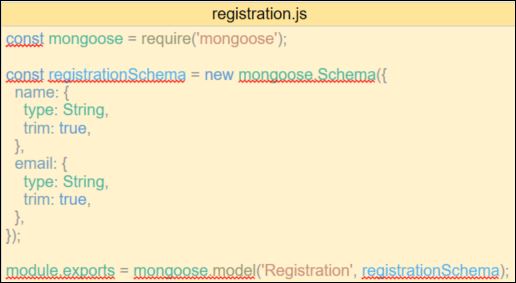 registration.js
const mongoose = require('mongoose');
const registrationSchema = new mongoose.Schema({
name: {
type: String,
trim: true,
},
email: {
type: String,
trim: true,
},
});
module.exports = mongoose.model('Registration', registrationSchema);